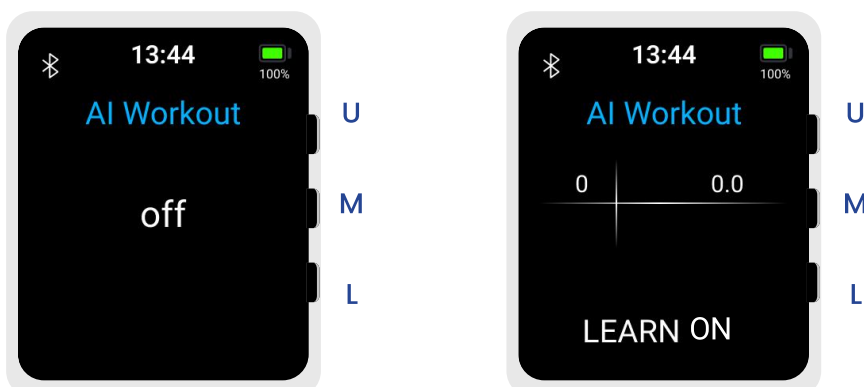 13:44
100%
AI Workout
off
U
M
L
13:44
100%
AI Workout
0 0.0
LEARN ON
U
M
L